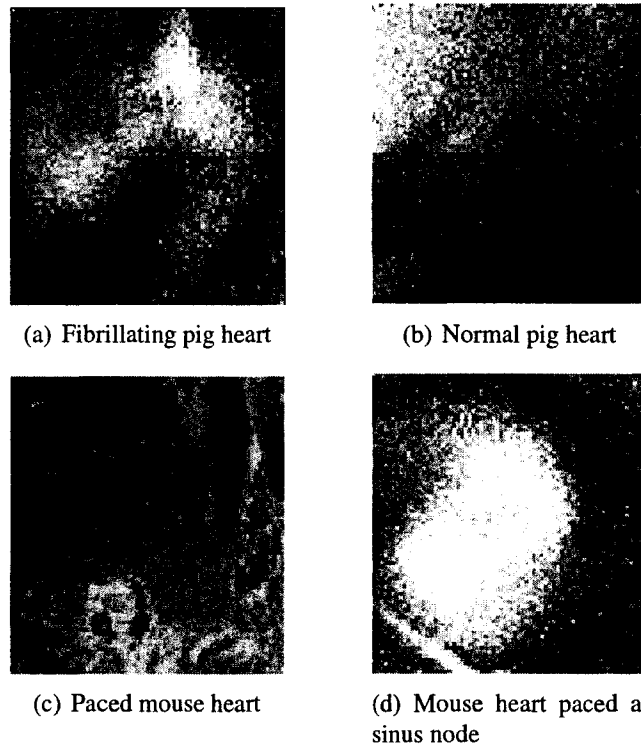 (a) Fibrillating pig heart
(b) Normal pig heart
(c) Paced mouse heart
(d) Mouse heart paced a
sinus node